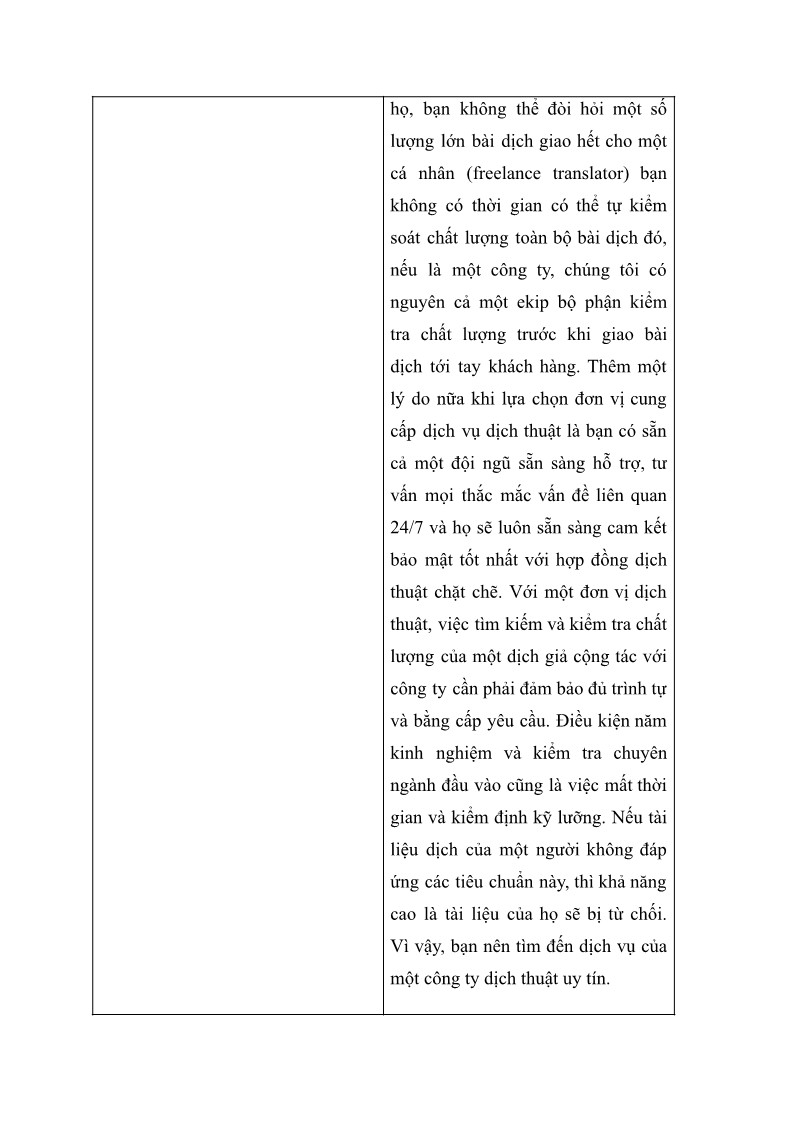 họ, bạn không thể đòi hỏi một số
lượng lớn bài dịch giao hết cho một
cá nhân (freelance translator) bạn
không có thời gian có thể tự kiểm
soát chất lượng toàn bộ bài dịch đó,
nếu là một công ty, chúng tôi có
nguyên cả một ekip bộ phận kiểm
tra chất lượng trước khi giao bài
dịch tới tay khách hàng. Thêm một
lý do nữa khi lựa chọn đơn vị cung
cấp dịch vụ dịch thuật là bạn có sẵn
cả một đội ngũ sẵn sàng hỗ trợ, tư
vấn mọi thắc mắc vấn đề liên quan
24/7 và họ sẽ luôn sẵn sàng cam kết
bảo mật tốt nhất với hợp đồng dịch
thuật chặt chẽ. Với một đơn vị dịch
thuật, việc tìm kiếm và kiểm tra chất
lượng của một dịch giả cộng tác với
công ty cần phải đảm bảo đủ trình tự
và bằng cấp yêu cầu. Điều kiện năm
kinh nghiệm và kiểm tra chuyên
ngành đầu vào cũng là việc mất thời
gian và kiểm định kỹ lưỡng. Nếu tài
liệu dịch của một người không đáp
ứng các tiêu chuẩn này, thì khả năng
cao là tài liệu của họ sẽ bị từ chối.
Vì vậy, bạn nên tìm đến dịch vụ của
một công ty dịch thuật uy tín.